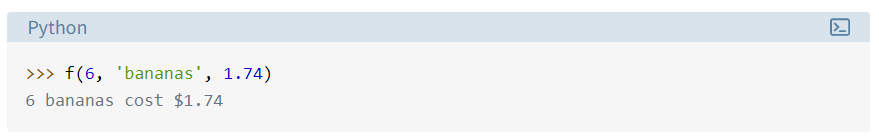 Python
>>> f(6, 'bananas', 1.74)
6 bananas cost $1.74